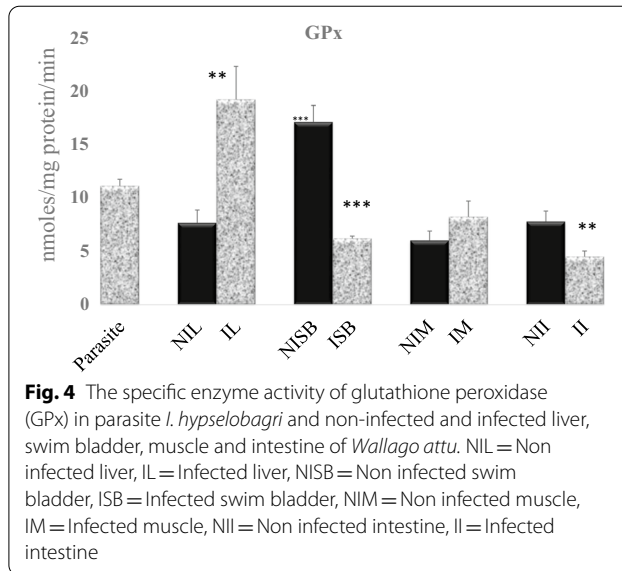 GPx
nmoles/mg protein/min
25
20
15
10
5
0
**
***
***
**
Parasite
NIL
IL
NISB
ISB
NIM
IM
NII
II
Fig. 4 The specific enzyme activity of glutathione peroxidase
(GPx) in parasite I. hypselobagri and non-infected and infected liver,
swim bladder, muscle and intestine of Wallago attu. NIL = Non
infected liver, IL = Infected liver, NISB = Non infected swim
bladder, ISB = Infected swim bladder, NIM = Non infected muscle,
IM = Infected muscle, NII = Non infected intestine, II = Infected
intestine